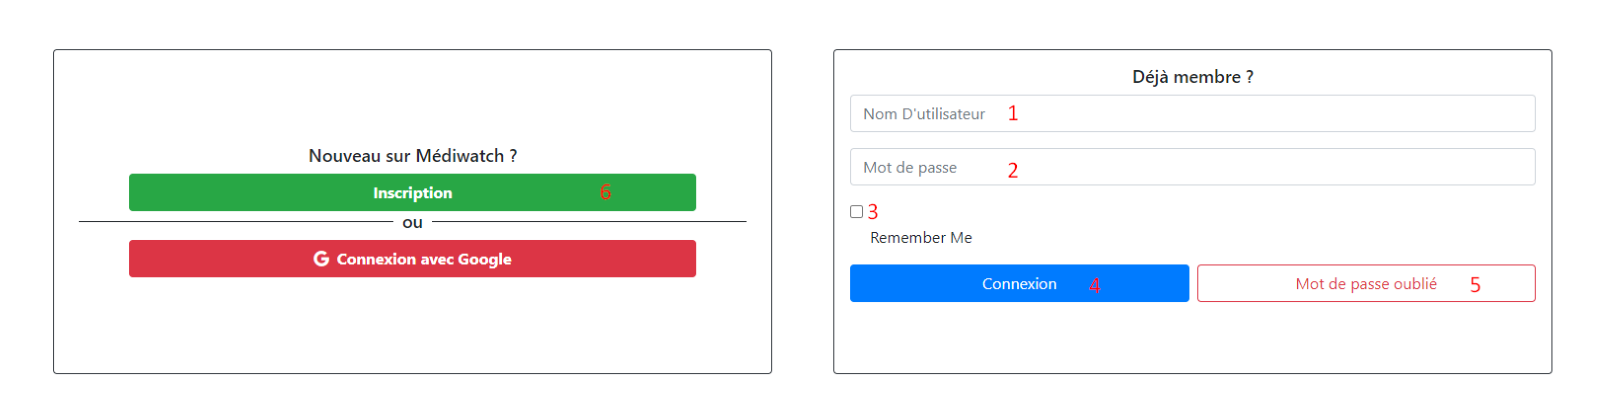 Nouveau sur Médiwatch ?
Inscription 6
ou
G Connexion avec Google
Déjà membre ?
Nom D'utilisateur 1
Mot de passe 2
3
Remember Me
Connexion 4
Mot de passe oublié 5